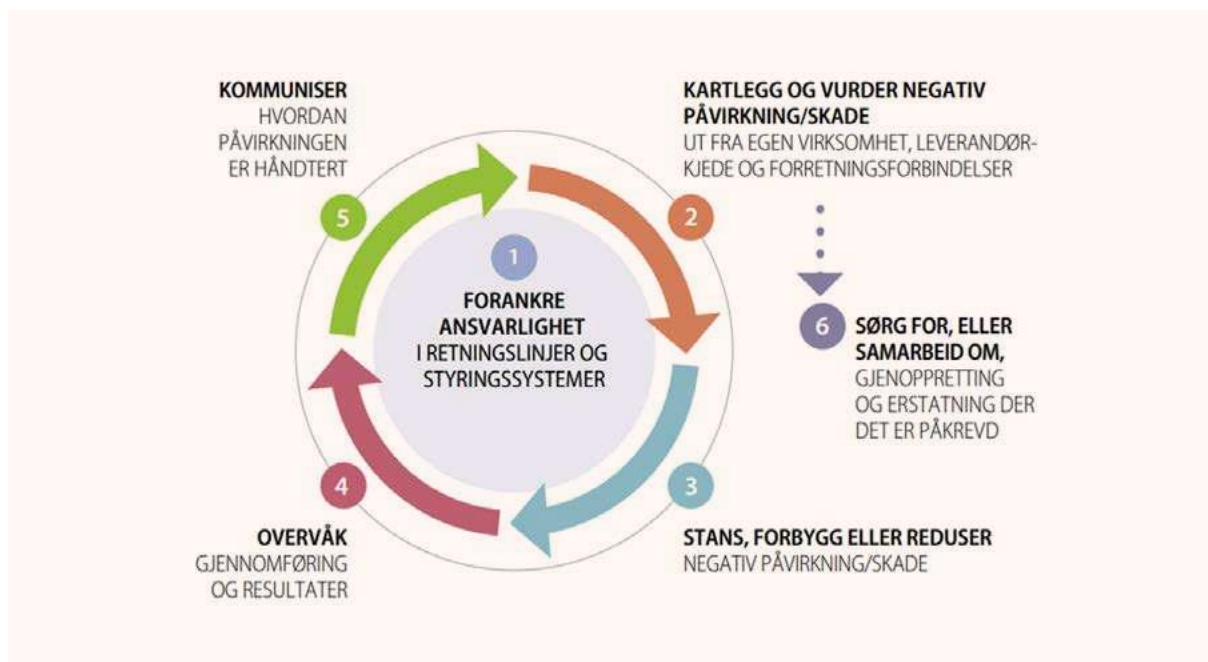 1
FORANKRE
ANSVARLIGHET
I RETNINGSLINJER OG
STYRINGSSYSTEMER
2
KARTLEGG OG VURDER NEGATIV
PÅVIRKNING/SKADE
UT FRA EGEN VIRKSOMHET, LEVERANDØR-
KJEDE OG FORRETNINGSFORBINDELSER
3
STANS, FORBYGG ELLER REDUSER
NEGATIV PÅVIRKNING/SKADE
4
OVERVÅK
GJENNOMFØRING
OG RESULTATER
5
KOMMUNISER
HVORDAN
PÅVIRKNINGEN
ER HÅNDTERT
6
SØRG FOR, ELLER
SAMARBEID OM,
GJENOPPRETTING
OG ERSTATNING DER
DET ER PÅKREVD